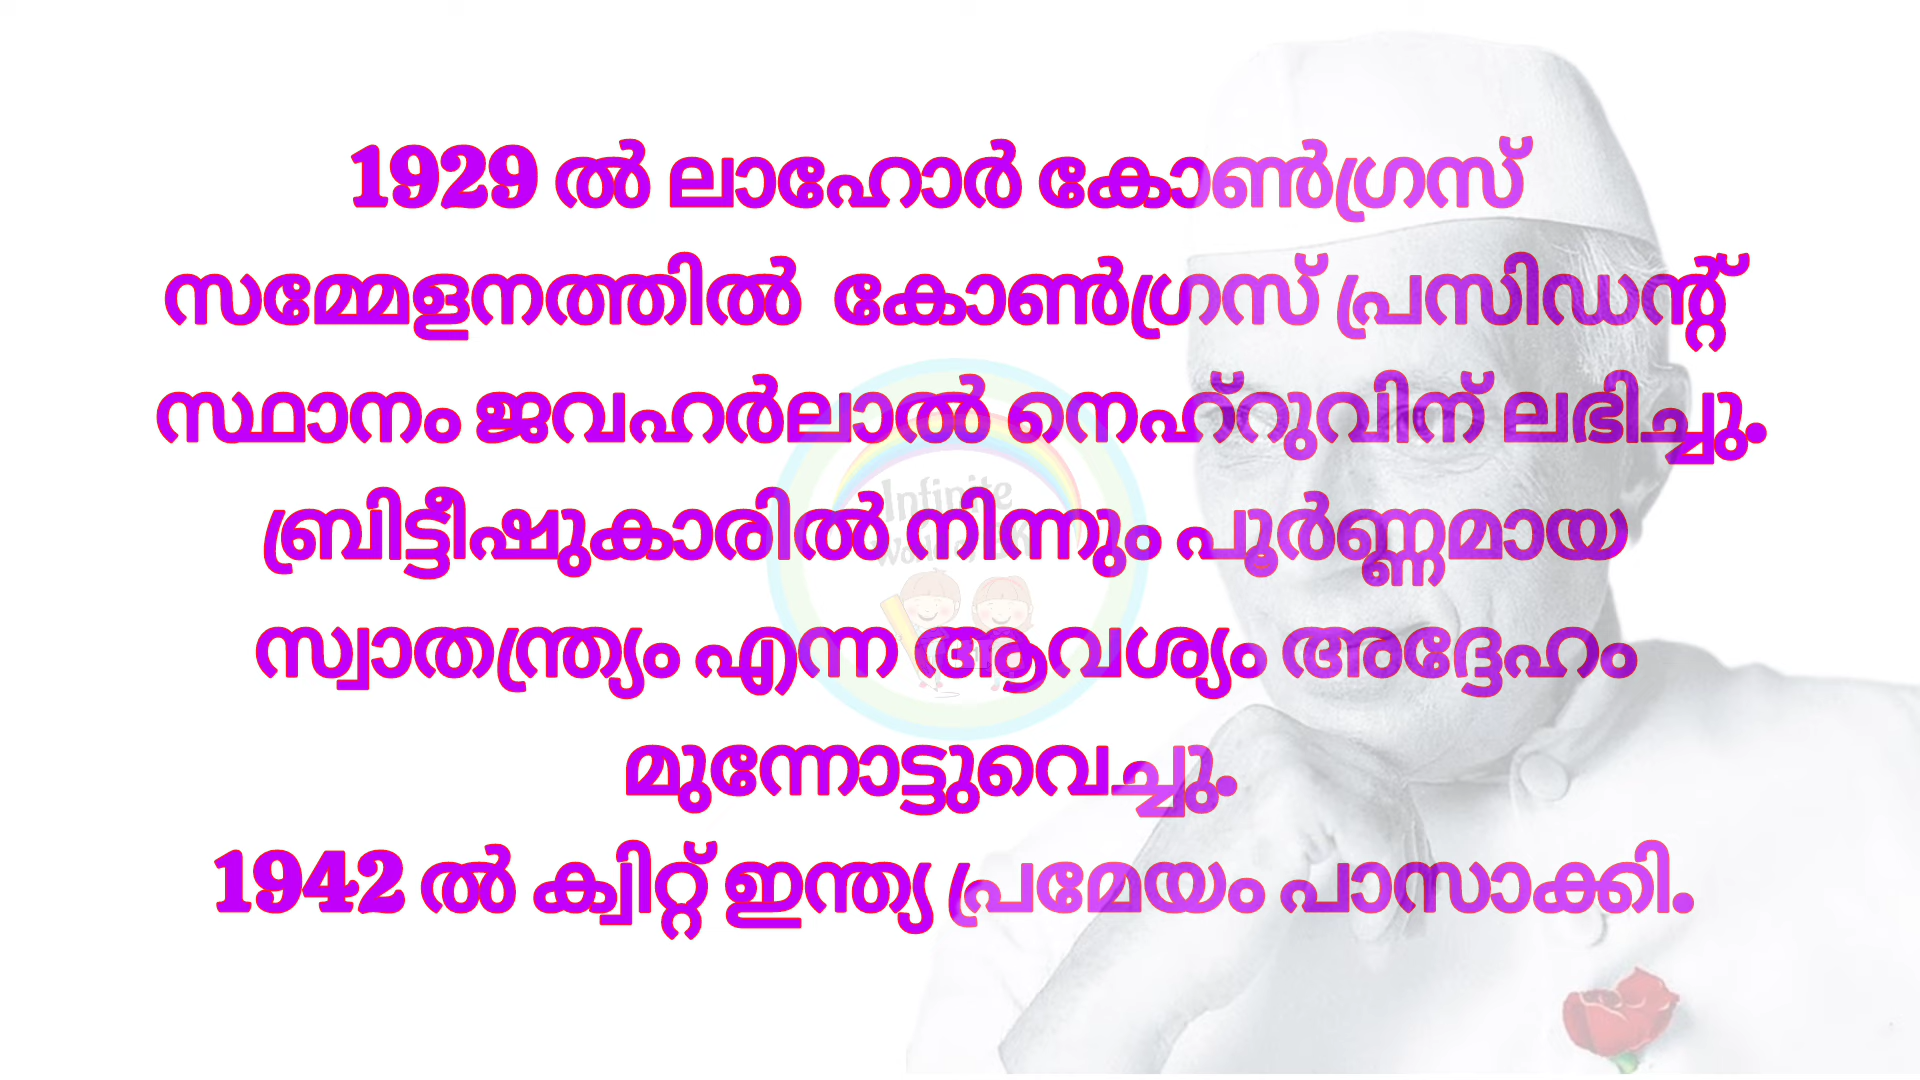 1929 ൽ ലാഹോർ കോൺഗ്രസ്
സമ്മേളനത്തിൽ കോൺഗ്രസ് പ്രസിഡന്റ്
സ്ഥാനം ജവഹർലാൽ നെഹ്റുവിന് ലഭിച്ചു.
ബ്രിട്ടീഷുകാരിൽ നിന്നും പൂർണ്ണമായ
സ്വാതന്ത്ര്യം എന്ന ആവശ്യം അദ്ദേഹം
മുന്നോട്ടുവെച്ചു.
1942 ൽ ക്വിറ്റ് ഇന്ത്യ പ്രമേയം പാസാക്കി.
Infinite